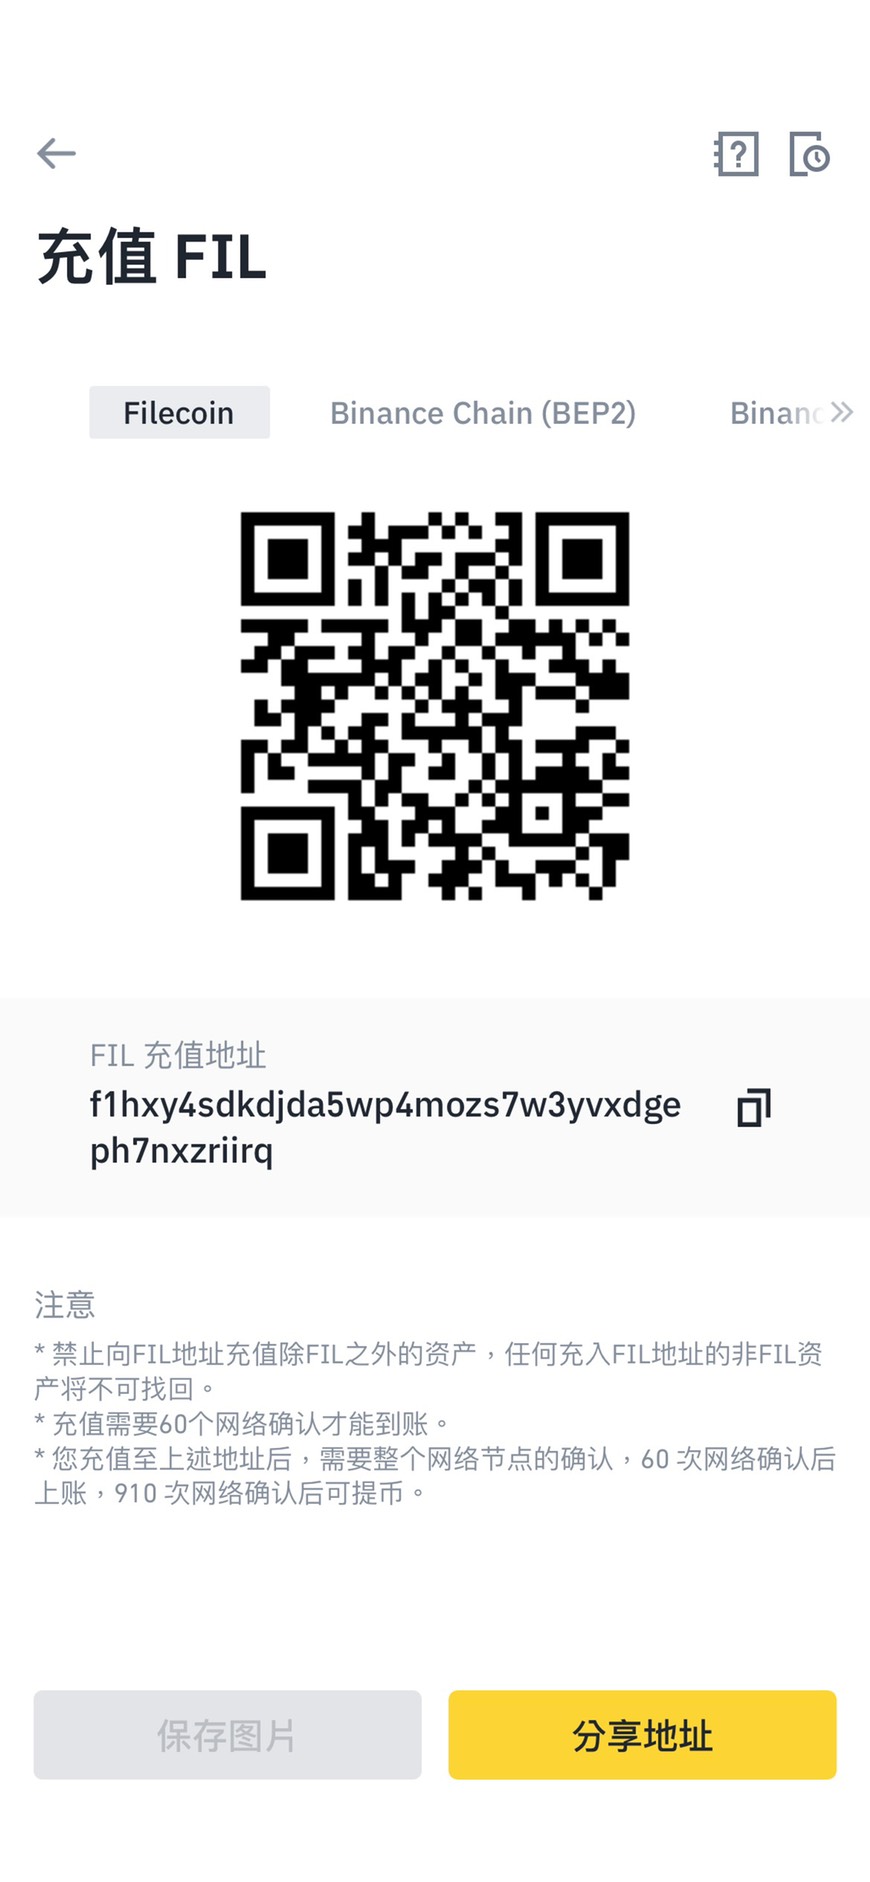 充值 FIL
Filecoin Binance Chain (BEP2) Binanc
FIL 充值地址
f1hxy4sdkdjda5wp4mozs7w3yvxdge
ph7nxzriirq
注意
* 禁止向FIL地址充值除FIL之外的资产，任何充入FIL地址的非FIL资
产将不可找回。
* 充值需要60个网络确认才能到账。
* 您充值至上述地址后，需要整个网络节点的确认，60 次网络确认后
上账，910 次网络确认后可提币。
保存图片 分享地址